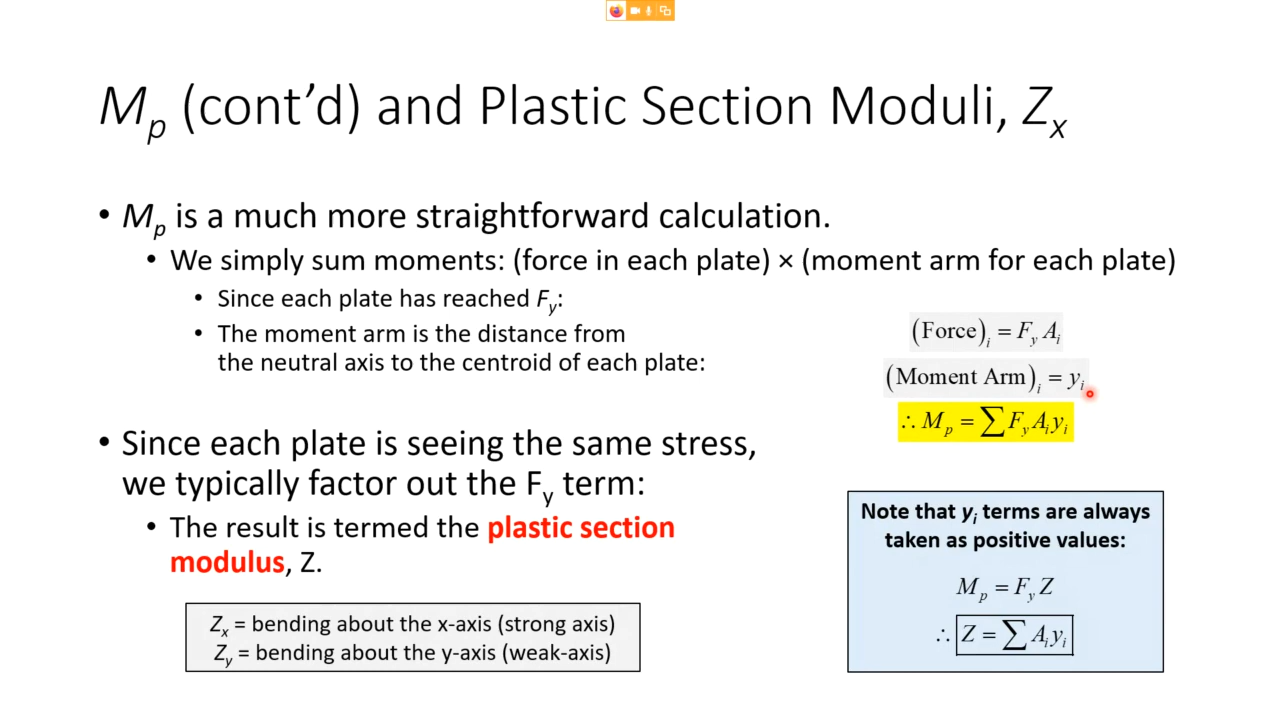 Mp (cont’d) and Plastic Section Moduli, Zx
• Mp is a much more straightforward calculation.
• We simply sum moments: (force in each plate) × (moment arm for each plate)
• Since each plate has reached Fy:
• The moment arm is the distance from
the neutral axis to the centroid of each plate:
(Force)i = Fy Ai
(Moment Arm)i = yi
∴ Mp = ∑ Fy Ai yi
• Since each plate is seeing the same stress,
we typically factor out the Fy term:
• The result is termed the plastic section
modulus, Z.
Zx = bending about the x-axis (strong axis)
Zy = bending about the y-axis (weak-axis)
Note that yi terms are always
taken as positive values:
Mp = Fy Z
∴ Z = ∑ Ai yi